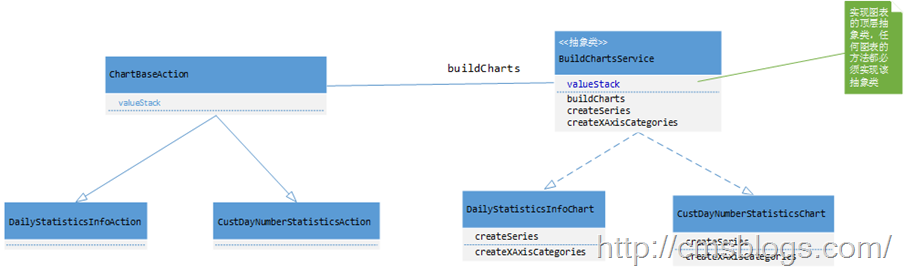 实现图表
的顶层抽
象类，任
何图表的
方法都必
须实现该
抽象类
<<抽象类>>
BuildChartsService
valueStack
buildCharts
createSeries
createXAxisCategories
buildCharts
ChartBaseAction
valueStack
DailyStatisticsInfoAction
CustDayNumberStatisticsAction
DailyStatisticsInfoChart
createSeries
createXAxisCategories
CustDayNumberStatisticsChart
createSeries
createXAxisCategories
http://cmsblogs.com/